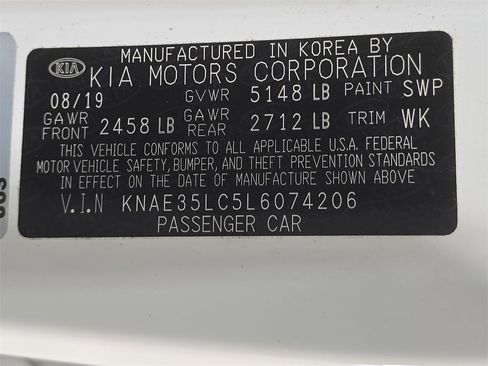 MANUFACTURED IN KOREA BY
KIA KIA MOTORS CORPORATION
08/19 GVWR 5148 LB PAINT SWP
GAWR FRONT 2458 LB GAWR REAR 2712 LB TRIM WK
THIS VEHICLE CONFORMS TO ALL APPLICABLE U.S.A. FEDERAL
MOTOR VEHICLE SAFETY, BUMPER, AND THEFT PREVENTION STANDARDS
IN EFFECT ON THE DATE OF MANUFACTURE SHOWN ABOVE
V.I.N KNAE35LC5L6074206
PASSENGER CAR